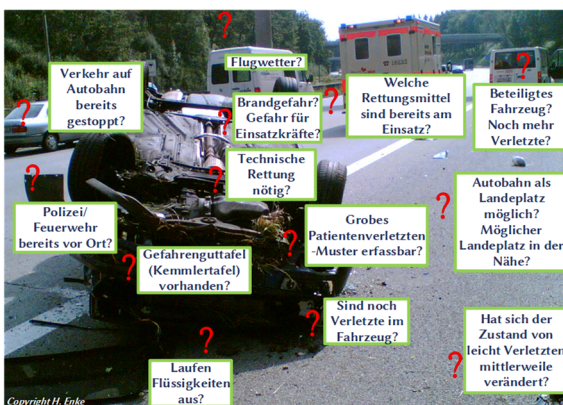 Flugwetter?
Verkehr auf
Autobahn
bereits
gestoppt?
Brandgefahr?
Gefahr für
Einsatzkräfte?
Welche
Rettungsmittel
sind bereits am
Einsatz?
Beteiligtes
Fahrzeug?
Noch mehr
Verletzte?
Technische
Rettung
nötig?
Polizei/
Feuerwehr
bereits vor Ort?
Autobahn als
Landeplatz
möglich?
Möglicher
Landeplatz in der
Nähe?
Grobes
Patientenverletzten
-Muster erfassbar?
Gefahrenguttafel
(Kemmlertafel)
vorhanden?
Sind noch
Verletzte im
Fahrzeug?
Hat sich der
Zustand von
leicht Verletzten
mittlerweile
verändert?
Laufen
Flüssigkeiten
aus?
Copyright H. Enke